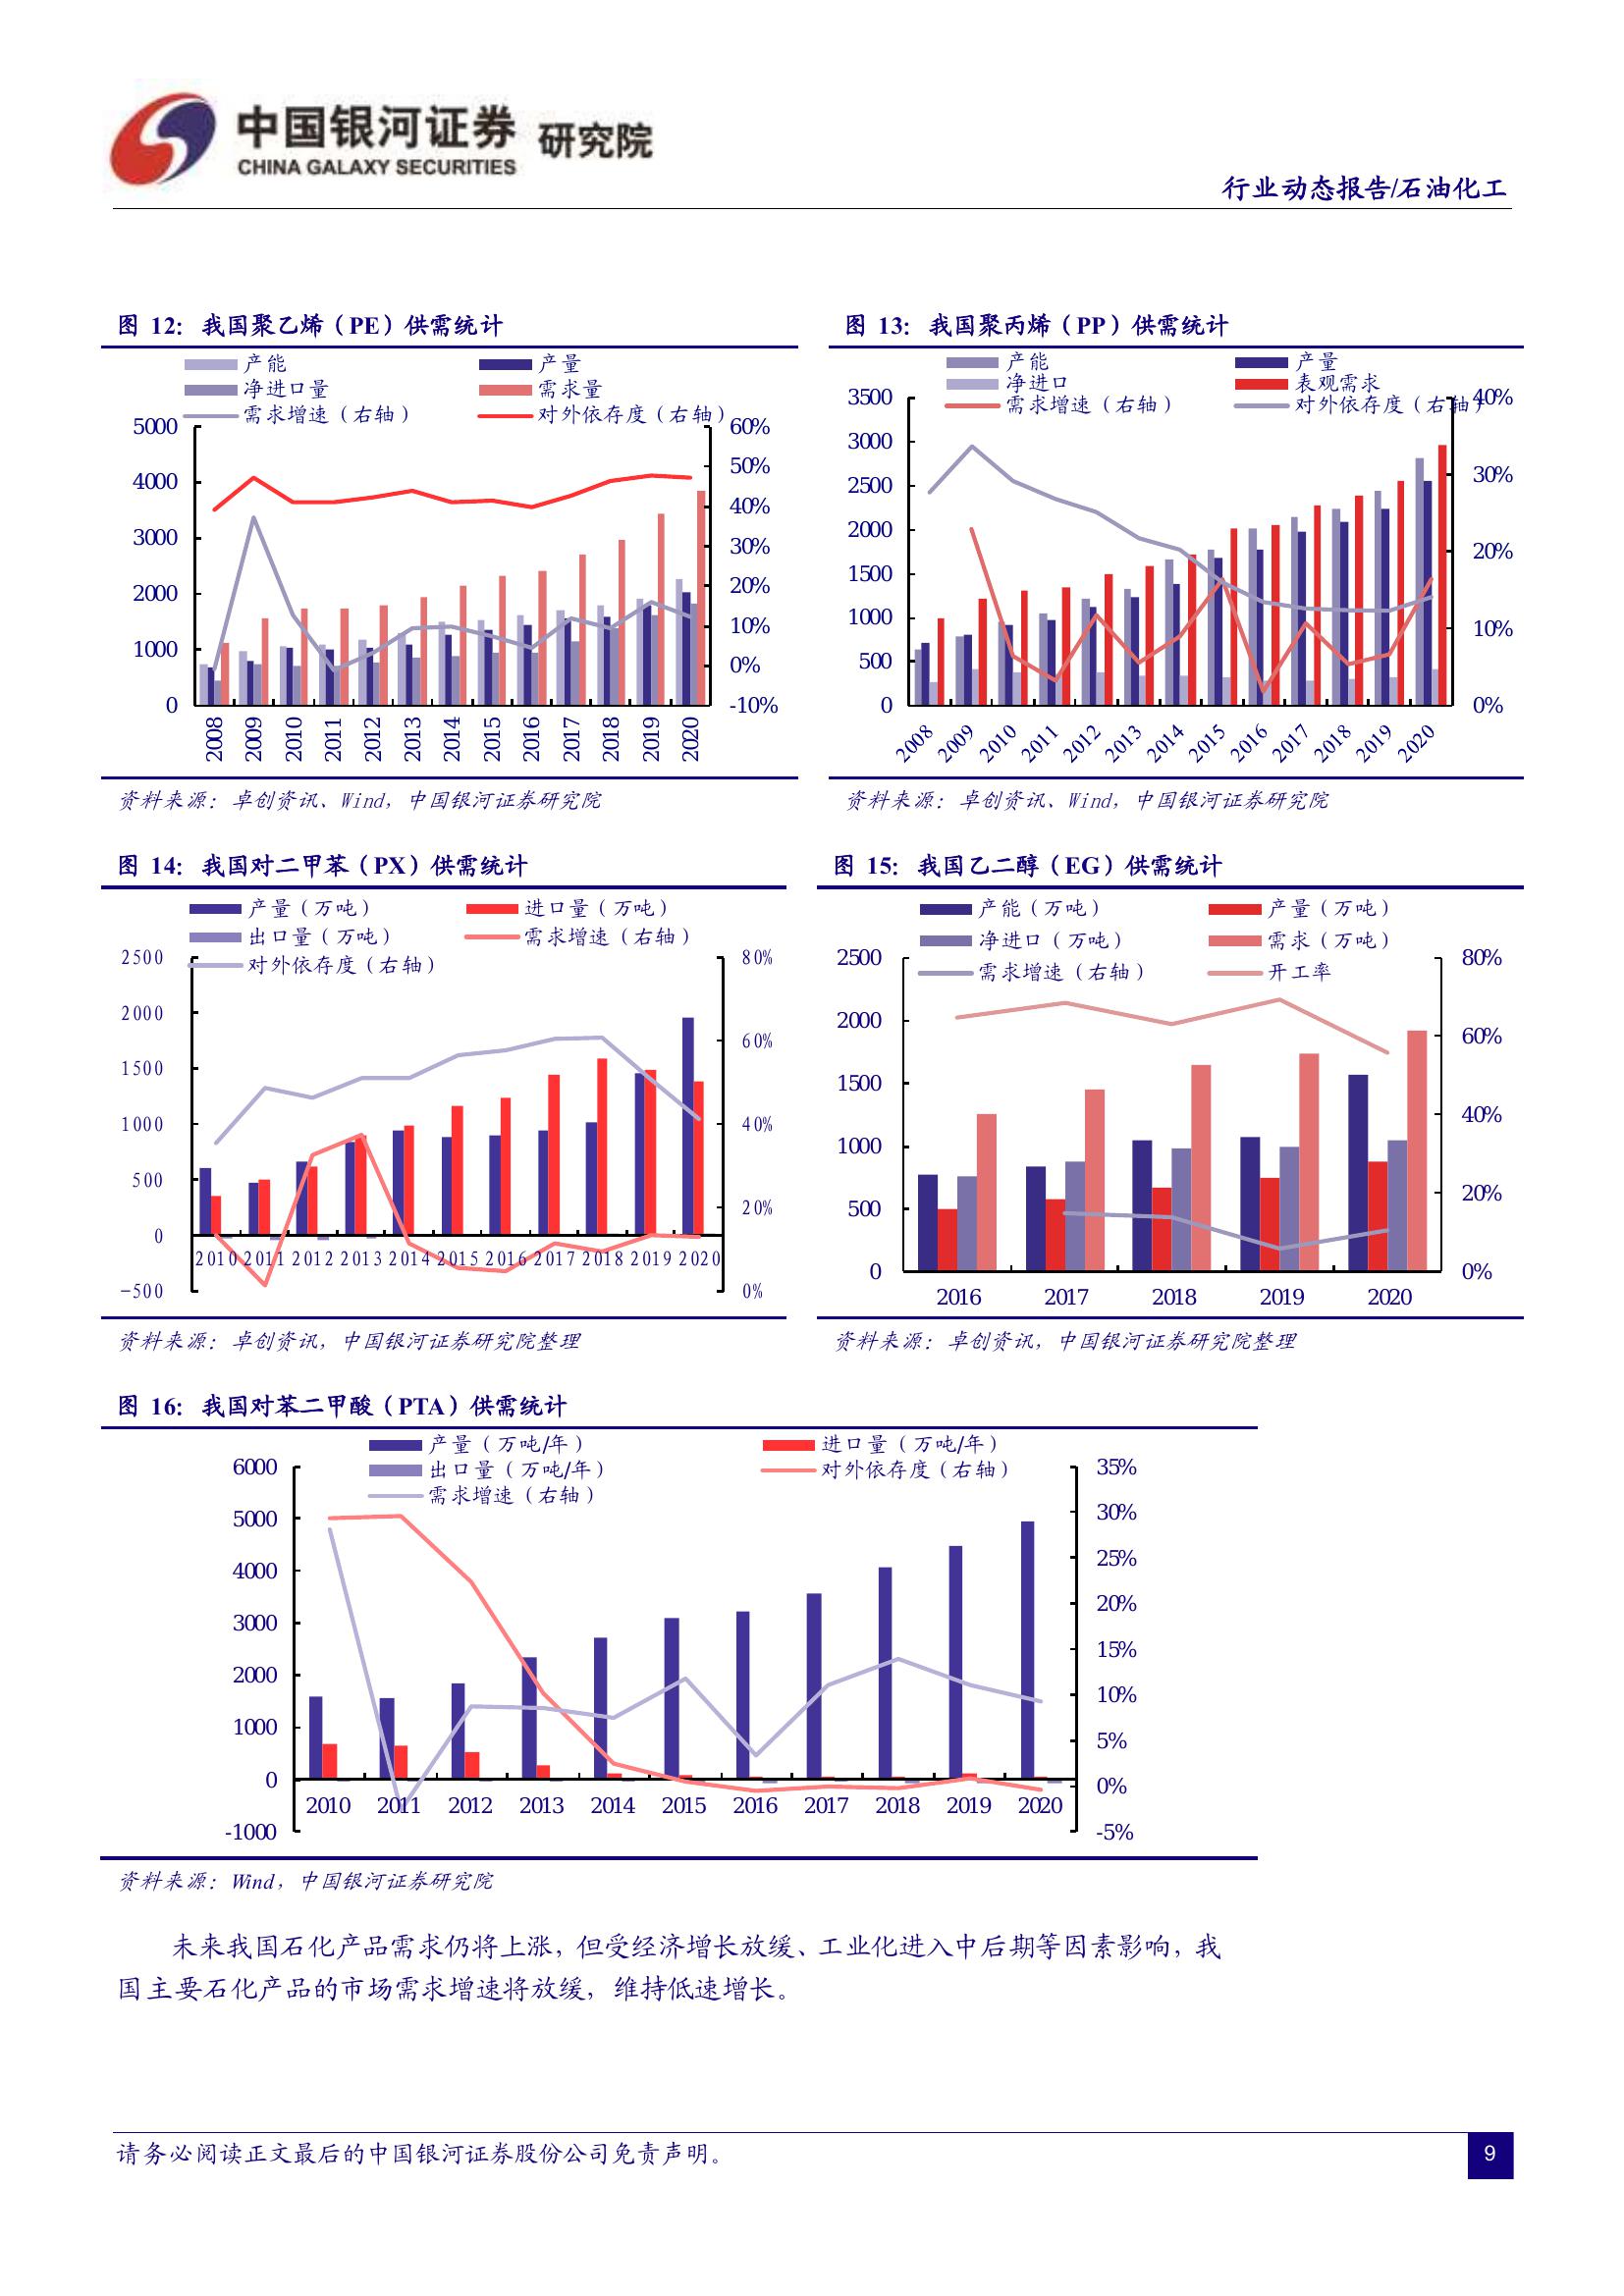 中国银河证券 研究院
CHINA GALAXY SECURITIES
行业动态报告/石油化工
图 12: 我国聚乙烯（PE）供需统计
产能 产量
净进口量 需求量
需求增速（右轴） 对外依存度（右轴）
5000 60%
50%
4000
40%
3000 30%
2000 20%
10%
1000
0%
0 -10%
2008 2009 2010 2011 2012 2013 2014 2015 2016 2017 2018 2019 2020
资料来源：卓创资讯、Wind，中国银河证券研究院
图 13: 我国聚丙烯（PP）供需统计
产能 产量
净进口 表观需求
需求增速（右轴） 对外依存度（右轴）
3500 40%
3000
30%
2500
2000 20%
1500
1000 10%
500
0 0%
2008 2009 2010 2011 2012 2013 2014 2015 2016 2017 2018 2019 2020
资料来源：卓创资讯、Wind，中国银河证券研究院
图 14: 我国对二甲苯（PX）供需统计
产量（万吨） 进口量（万吨）
出口量（万吨） 需求增速（右轴）
对外依存度（右轴）
2500 80%
2000
60%
1500
1000 40%
500
20%
0
2010 2011 2012 2013 2014 2015 2016 2017 2018 2019 2020
-500 0%
资料来源：卓创资讯，中国银河证券研究院整理
图 15: 我国乙二醇（EG）供需统计
产能（万吨） 产量（万吨）
净进口（万吨） 需求（万吨）
需求增速（右轴） 开工率
2500 80%
2000 60%
1500
40%
1000
500 20%
0 0%
2016 2017 2018 2019 2020
资料来源：卓创资讯，中国银河证券研究院整理
图 16: 我国对苯二甲酸（PTA）供需统计
产量（万吨/年） 进口量（万吨/年）
出口量（万吨/年） 对外依存度（右轴）
需求增速（右轴）
6000 35%
5000 30%
4000 25%
3000 20%
15%
2000 10%
1000 5%
0 0%
2010 2011 2012 2013 2014 2015 2016 2017 2018 2019 2020
-1000 -5%
资料来源：Wind，中国银河证券研究院
未来我国石化产品需求仍将上涨，但受经济增长放缓、工业化进入中后期等因素影响，我
国主要石化产品的市场需求增速将放缓，维持低速增长。
请务必阅读正文最后的中国银河证券股份公司免责声明。
9